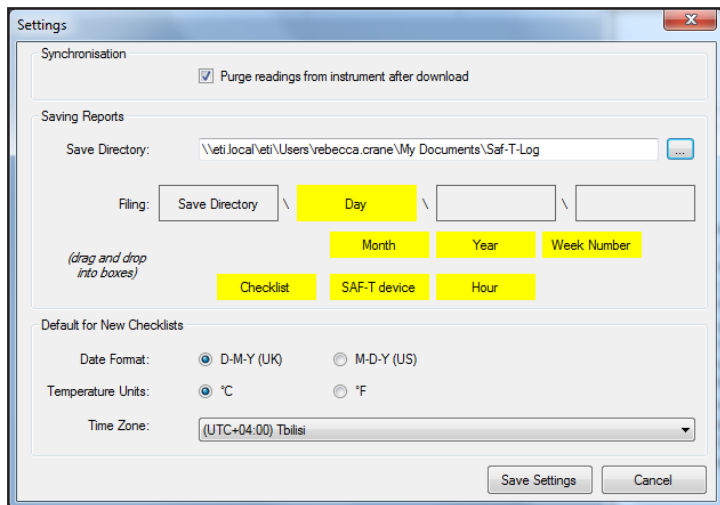 Settings
Synchronisation
Purge readings from instrument after download
Saving Reports
Save Directory: \\eti.local\eti\Users\rebecca.crane\My Documents\Saf-T-Log ...
Filing: Save Directory \ Day \ \
(drag and drop
into boxes)
Month Year Week Number
Checklist SAF-T device Hour
Default for New Checklists
Date Format: D-M-Y (UK) M-D-Y (US)
Temperature Units: °C °F
Time Zone: (UTC+04:00) Tbilisi
Save Settings Cancel